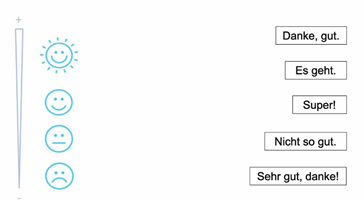 +
Danke, gut.
Es geht.
Super!
Nicht so gut.
Sehr gut, danke!
-